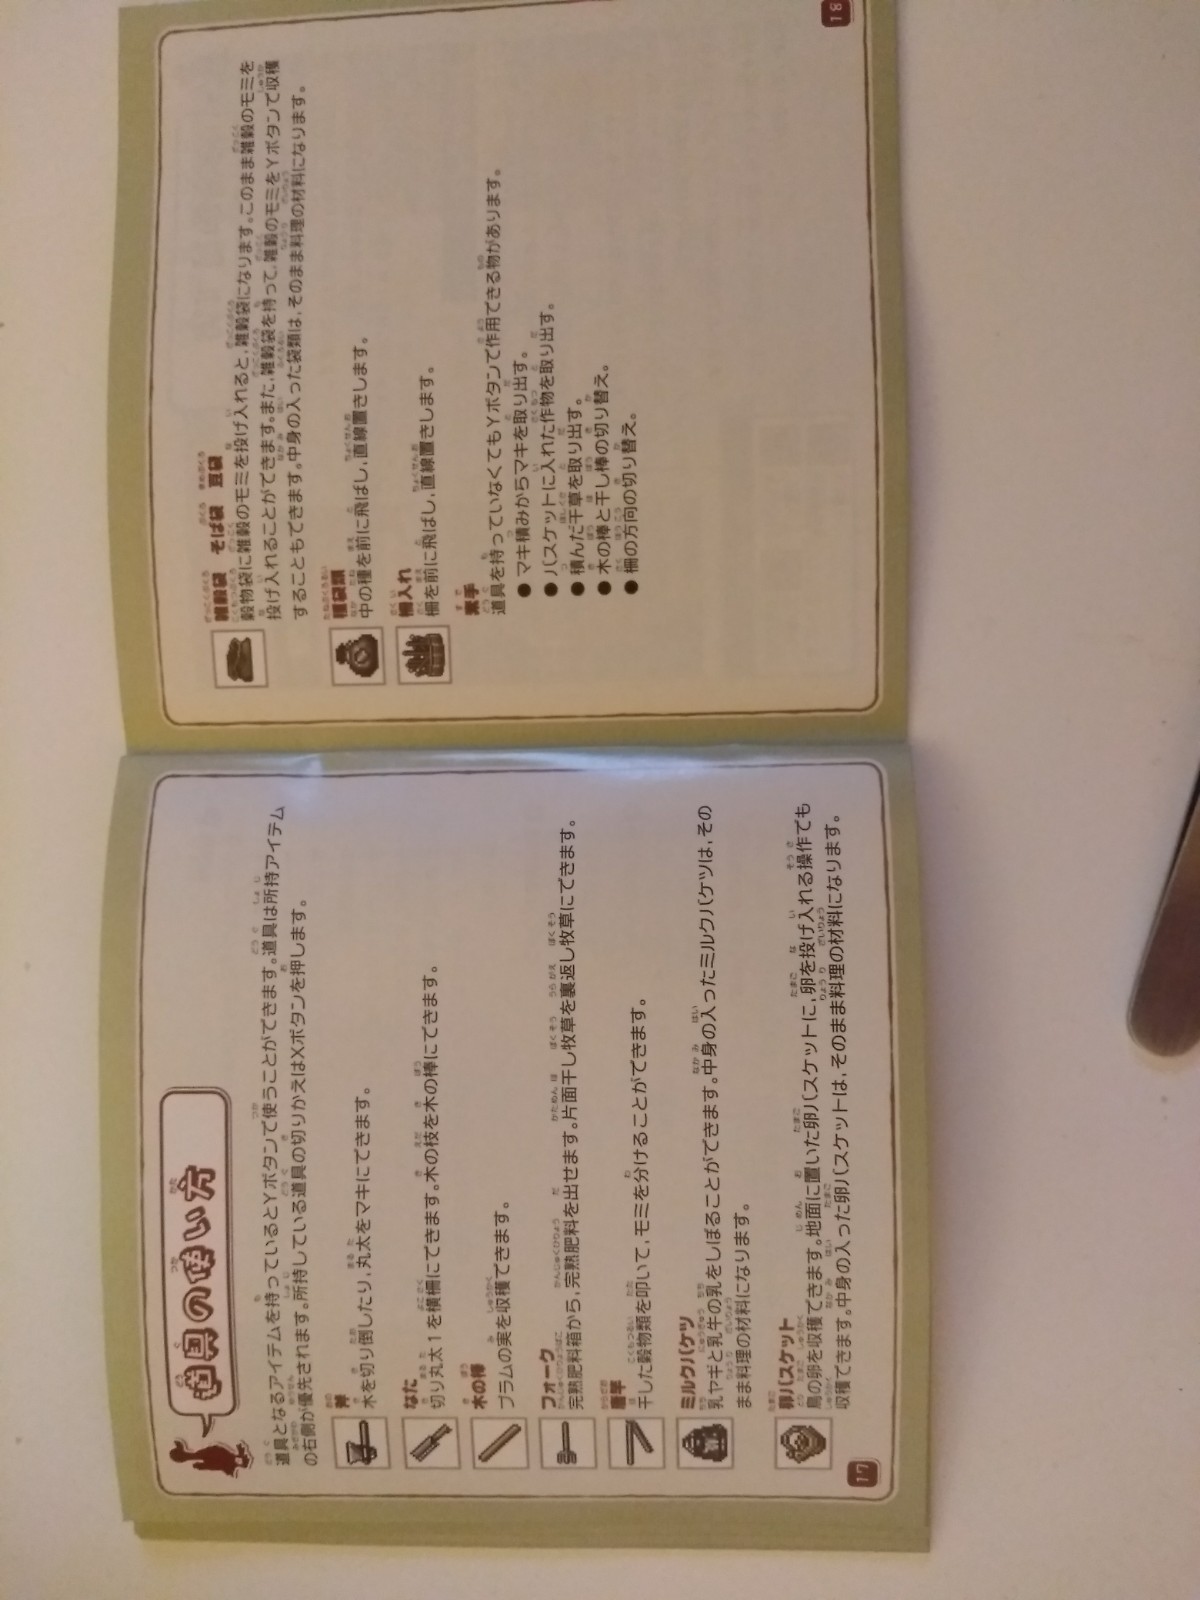 道具の使い方
道具となるアイテムを持っているとYボタンで使うことができます。道具は所持アイテム
の右側が優先されます。所持している道具の切りかえはXボタンを押します。
斧
木を切り倒したり、丸太をマキにできます。
なた
切り丸太1を横柵にできます。木の枝を木の棒にできます。
木の棒
プラムの実を収穫できます。
フォーク
完熟肥料箱から、完熟肥料を出せます。片面干し牧草を裏返し牧草にできます。
唐竿
干した穀物類を叩いて、モミを分けることができます。
ミルクバケツ
乳ヤギと乳牛の乳をしぼることができます。中身の入ったミルクバケツは、その
まま料理の材料になります。
卵バスケット
鳥の卵を収穫できます。地面に置いた卵バスケットに、卵を投げ入れる操作でも
収穫できます。中身の入った卵バスケットは、そのまま料理の材料になります。
17
雑穀袋 そば袋 豆袋
穀物袋に雑穀のモミを投げ入れると、雑穀袋になります。このまま雑穀のモミを
投げ入れることができます。また、雑穀袋を持って、雑穀のモミをYボタンで収穫
することもできます。中身の入った袋類は、そのまま料理の材料になります。
種袋類
中の種を前に飛ばし、直線置きします。
柵入れ
柵を前に飛ばし、直線置きします。
素手
道具を持っていなくてもYボタンで作用できる物があります。
●マキ積みからマキを取り出す。
●バスケットに入れた作物を取り出す。
●積んだ干草を取り出す。
●木の棒と干し棒の切り替え。
●柵の方向の切り替え。
18